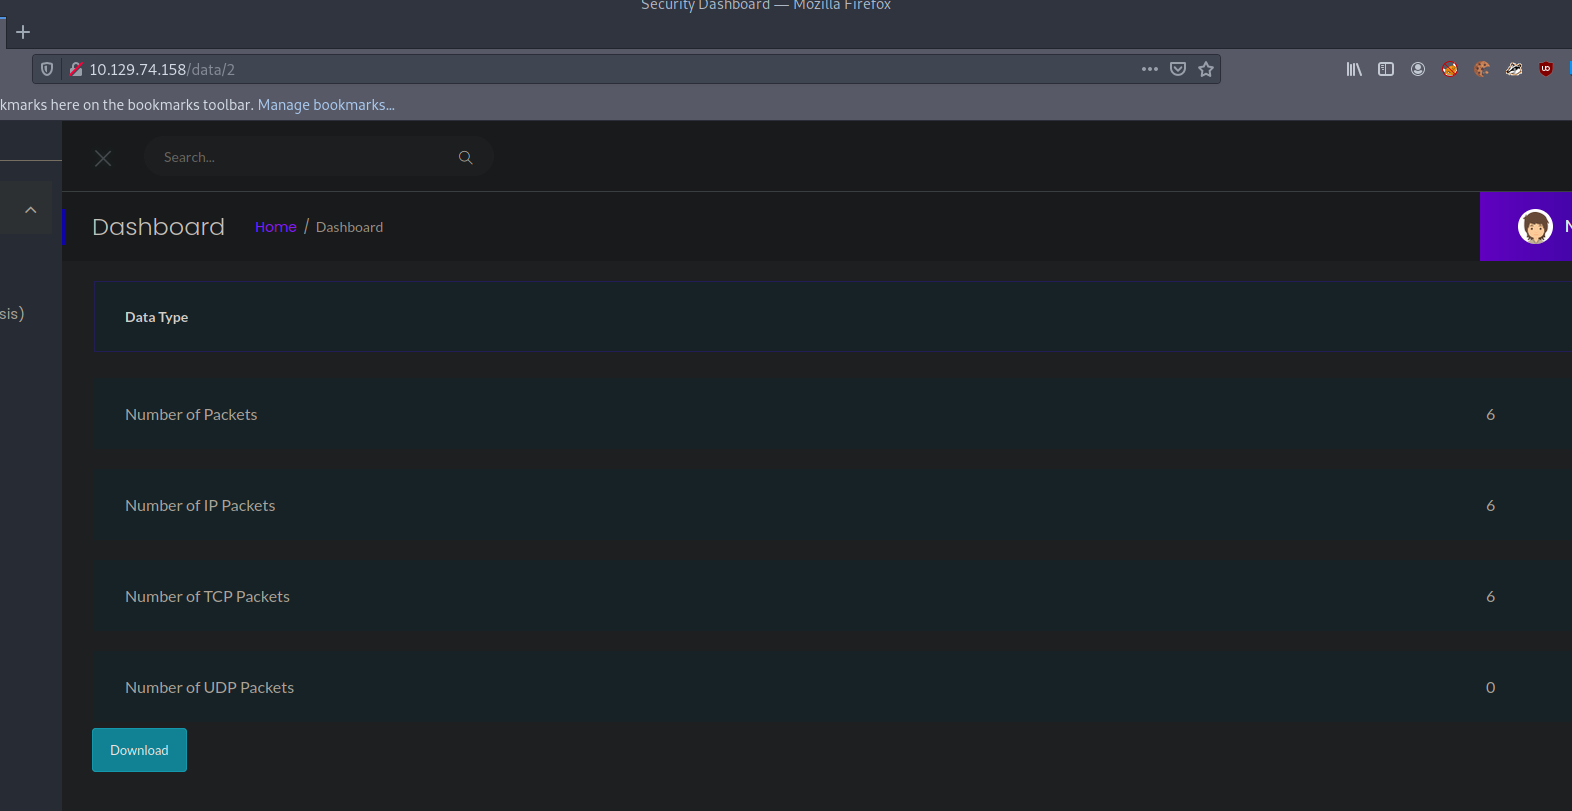 Security Dashboard — Mozilla Firefox
10.129.74.158/data/2
kmarks here on the bookmarks toolbar. Manage bookmarks...
Search...
Dashboard Home / Dashboard N
sis)
Data Type
Number of Packets 6
Number of IP Packets 6
Number of TCP Packets 6
Number of UDP Packets 0
Download